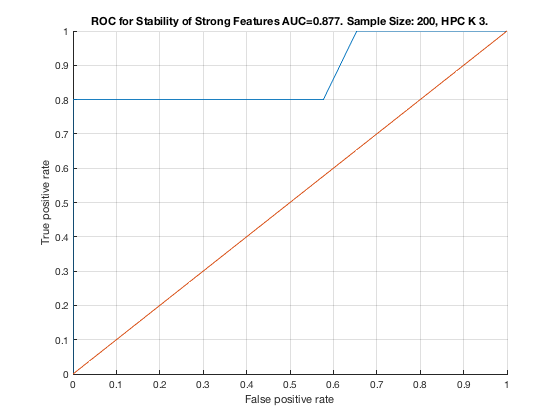 ROC for Stability of Strong Features AUC=0.877. Sample Size: 200, HPC K 3.
1
0.9
0.8
0.7
0.6
0.5
0.4
0.3
0.2
0.1
0
True positive rate
0 0.1 0.2 0.3 0.4 0.5 0.6 0.7 0.8 0.9 1
False positive rate